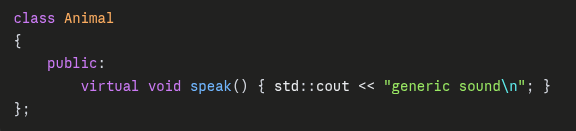 class Animal
{
    public:
        virtual void speak() { std::cout << "generic sound\n"; }
};